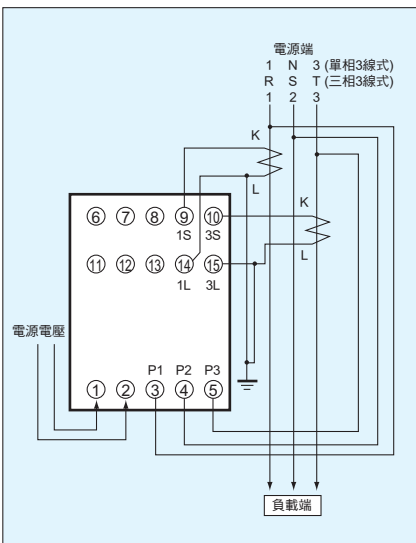 電源端
1 N 3 (單相3線式)
R S T (三相3線式)
1 2 3
K
L
K
L
⑥ ⑦ ⑧ ⑨ ⑩
1S 3S
⑪ ⑫ ⑬ ⑭ ⑮
1L 3L
電源電壓
P1 P2 P3
① ② ③ ④ ⑤
負載端